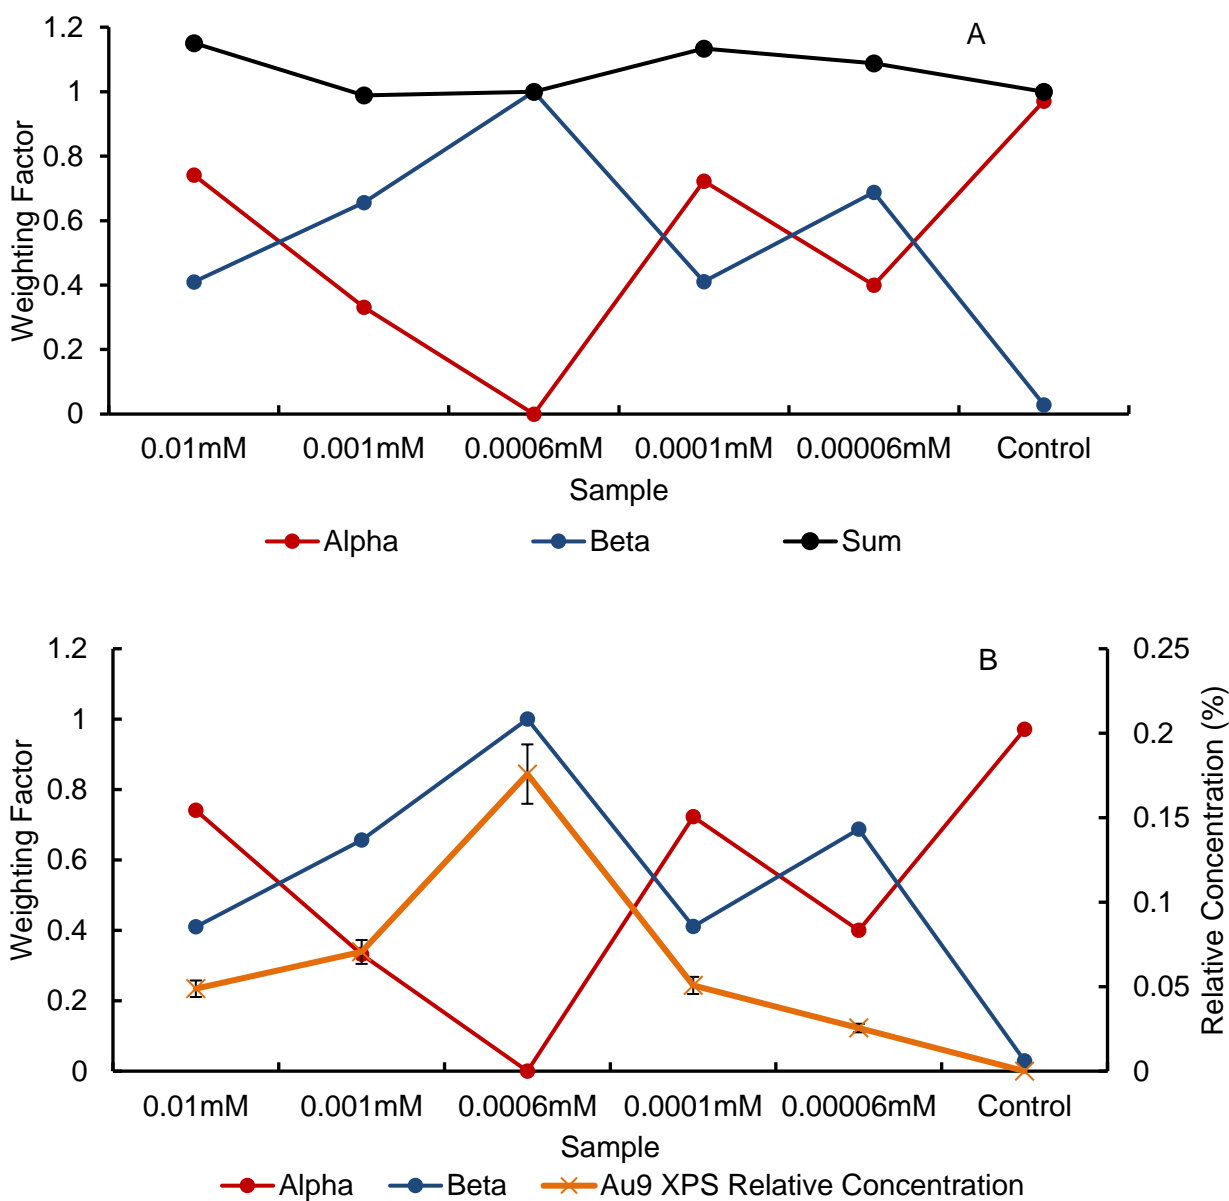 A
1.2
1
0.8
0.6
0.4
0.2
0
Weighting Factor
0.01mM 0.001mM 0.0006mM 0.0001mM 0.00006mM Control
Sample
Alpha Beta Sum
B
1.2
1
0.8
0.6
0.4
0.2
0
Weighting Factor
0.25
0.2
0.15
0.1
0.05
0
Relative Concentration (%)
0.01mM 0.001mM 0.0006mM 0.0001mM 0.00006mM Control
Sample
Alpha Beta Au9 XPS Relative Concentration